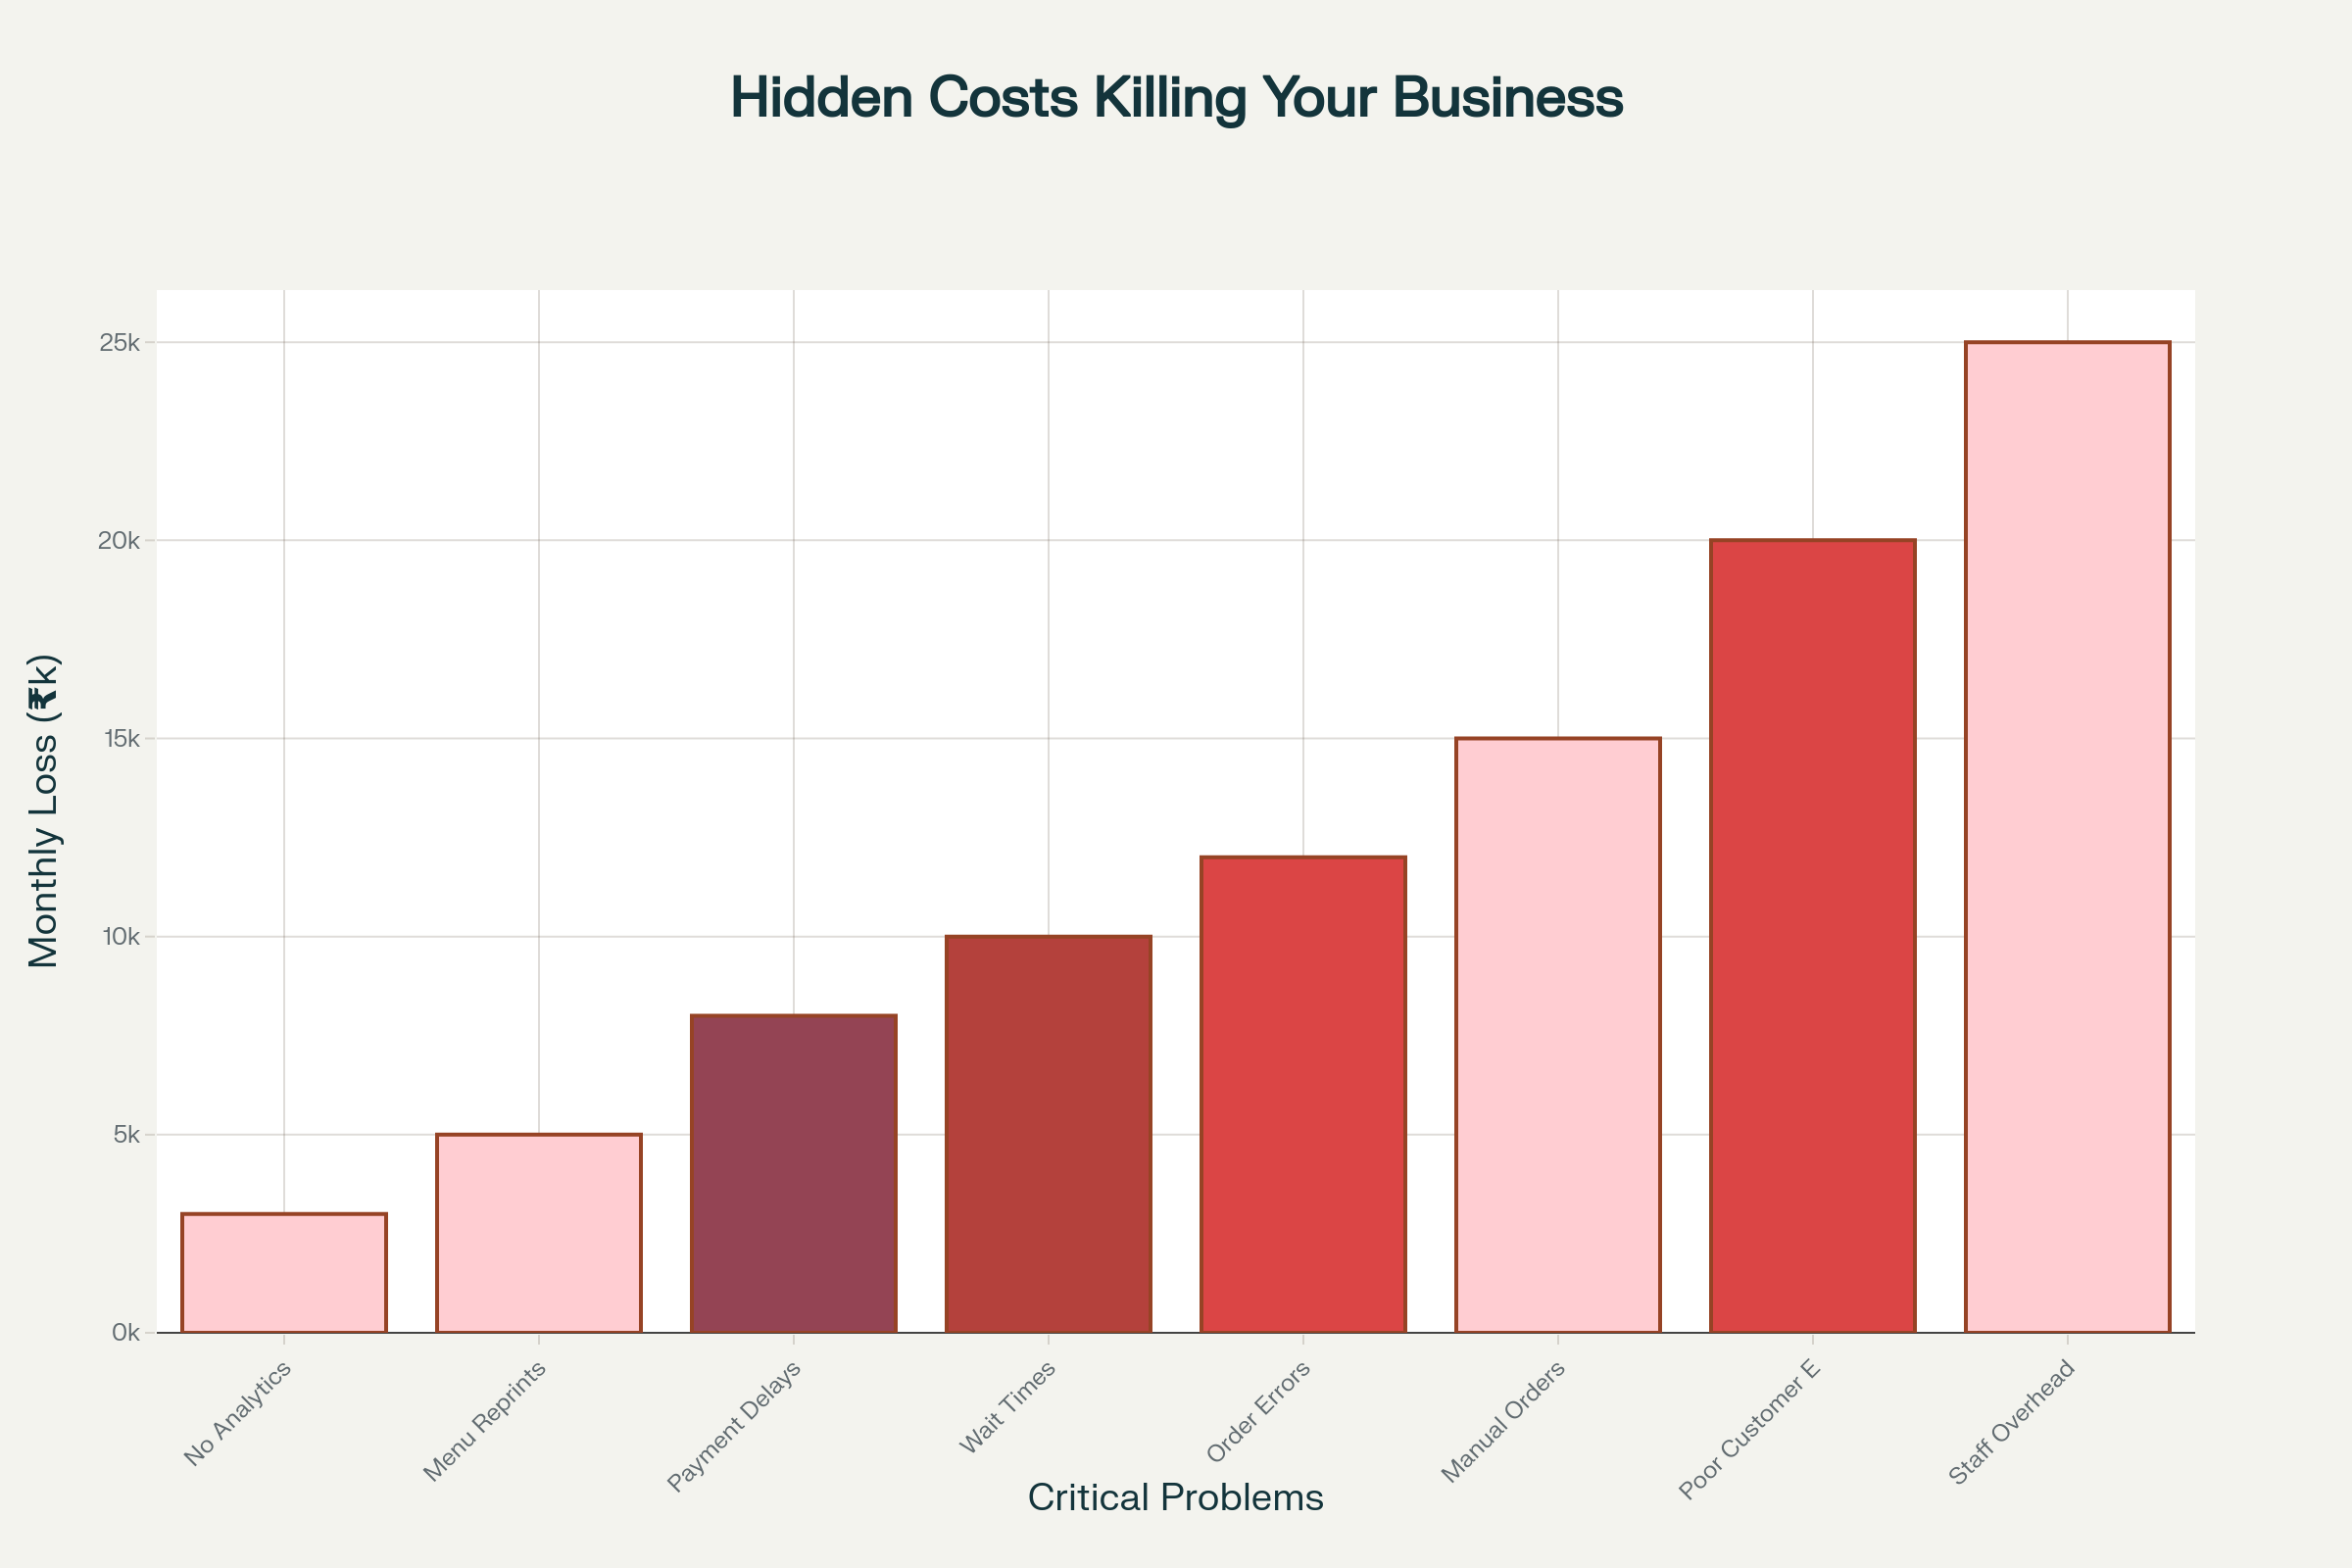 Hidden Costs Killing Your Business
Monthly Loss (₹k)
25k
20k
15k
10k
5k
0k
No Analytics
Menu Reprints
Payment Delays
Wait Times
Order Errors
Manual Orders
Poor Customer E
Staff Overhead
Critical Problems